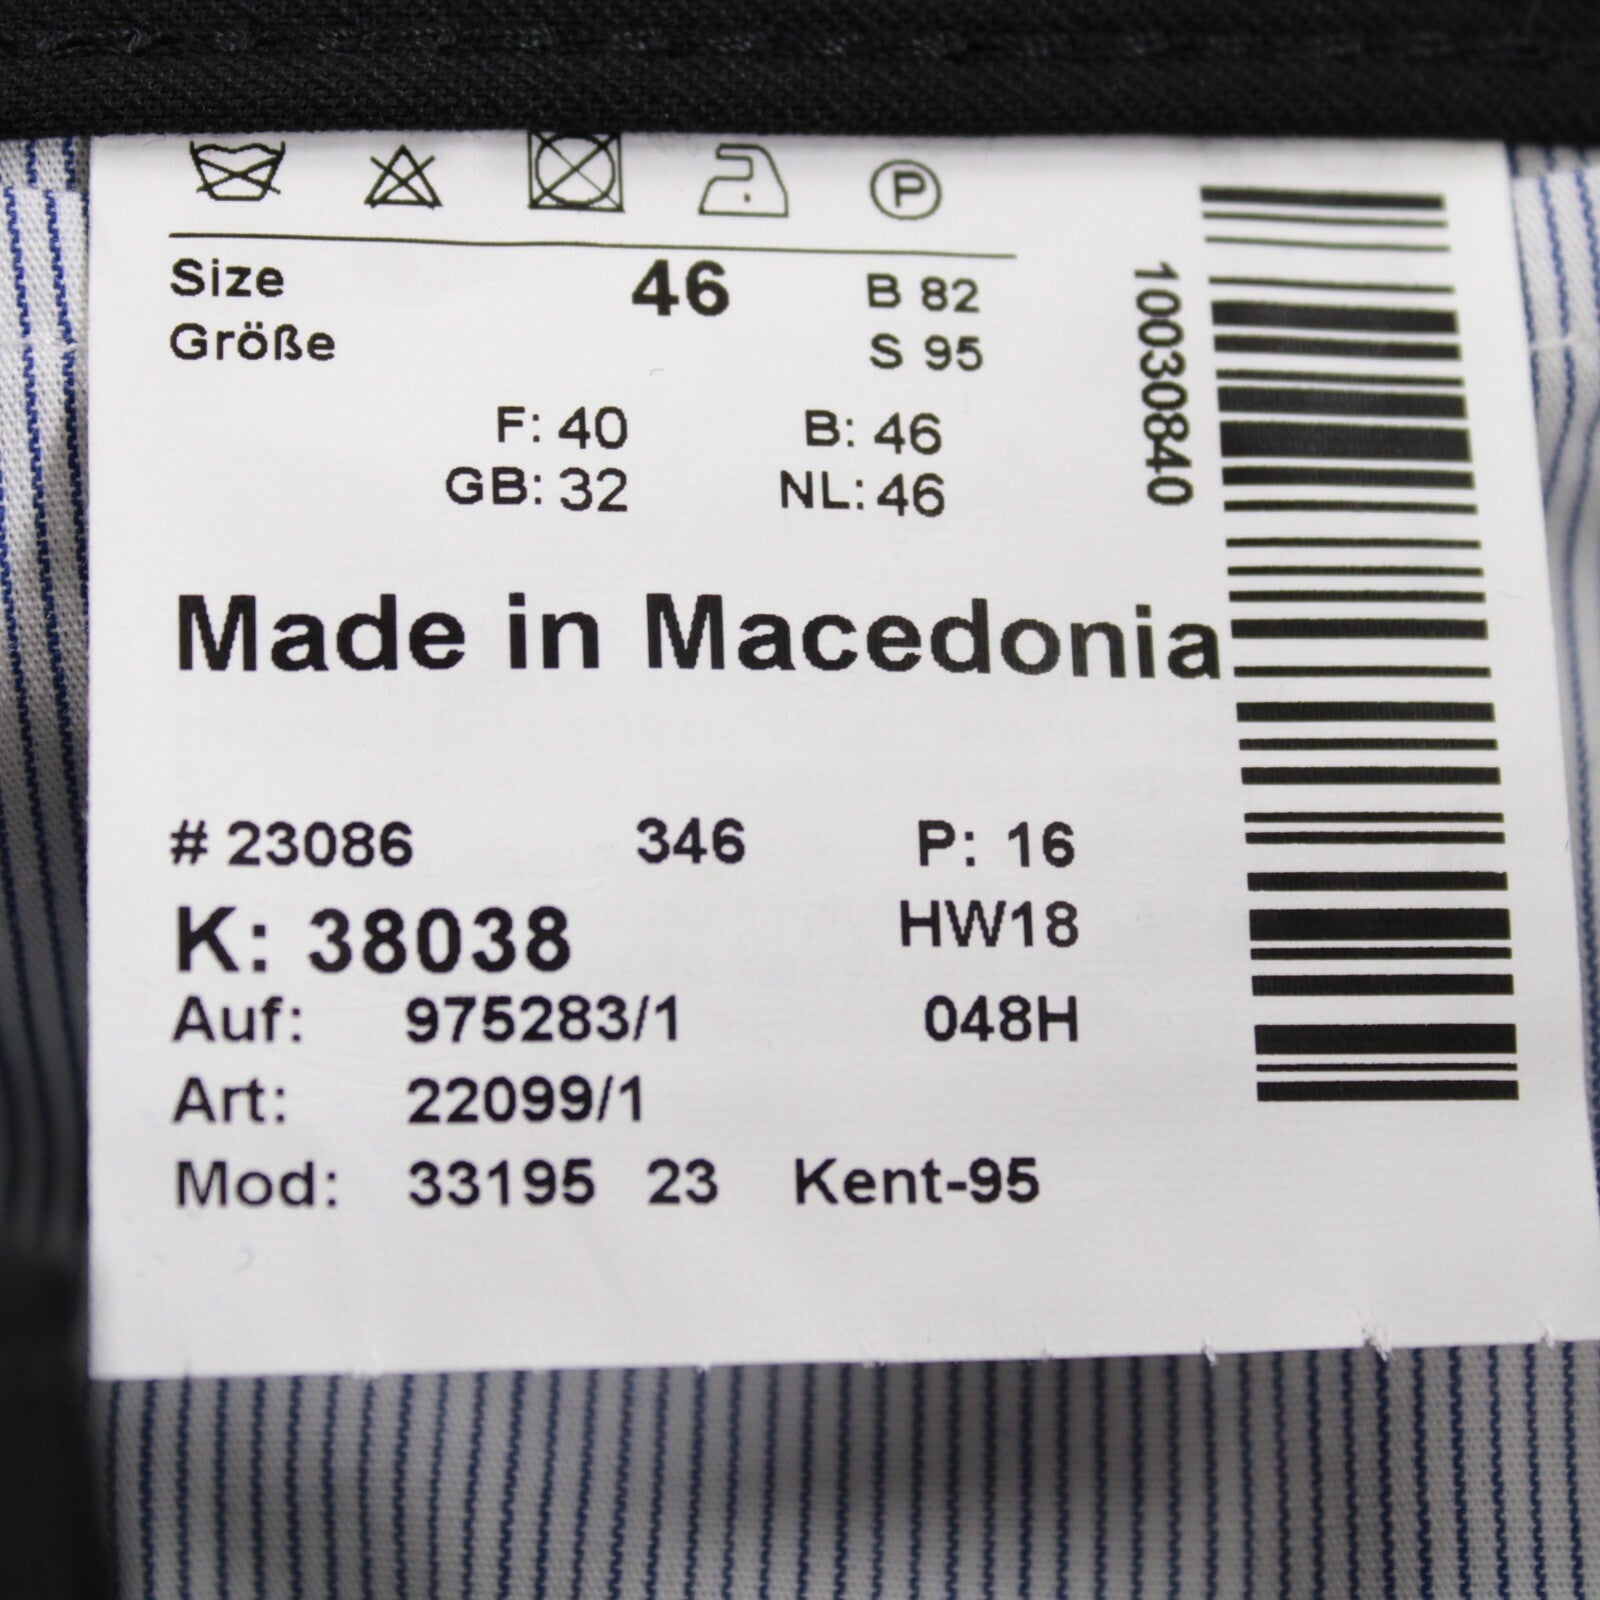 P
Size 46 B 82
Größe S 95
F: 40 B: 46
GB: 32 NL: 46
Made in Macedonia
# 23086 346 P: 16
K: 38038 HW18
Auf: 975283/1 048H
Art: 22099/1
Mod: 33195 23 Kent-95
10030840